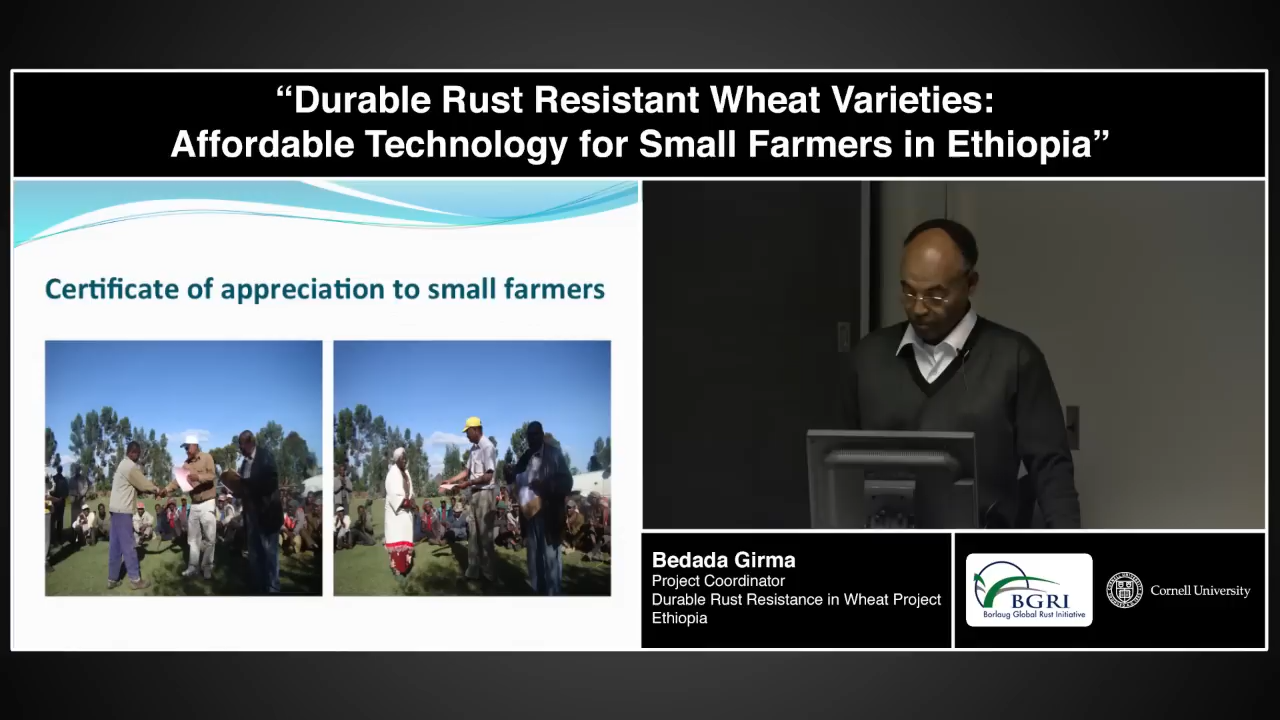 “Durable Rust Resistant Wheat Varieties:
Affordable Technology for Small Farmers in Ethiopia”
Certificate of appreciation to small farmers
Bedada Girma
Project Coordinator
Durable Rust Resistance in Wheat Project
Ethiopia
BGRI
Borlaug Global Rust Initiative
Cornell University